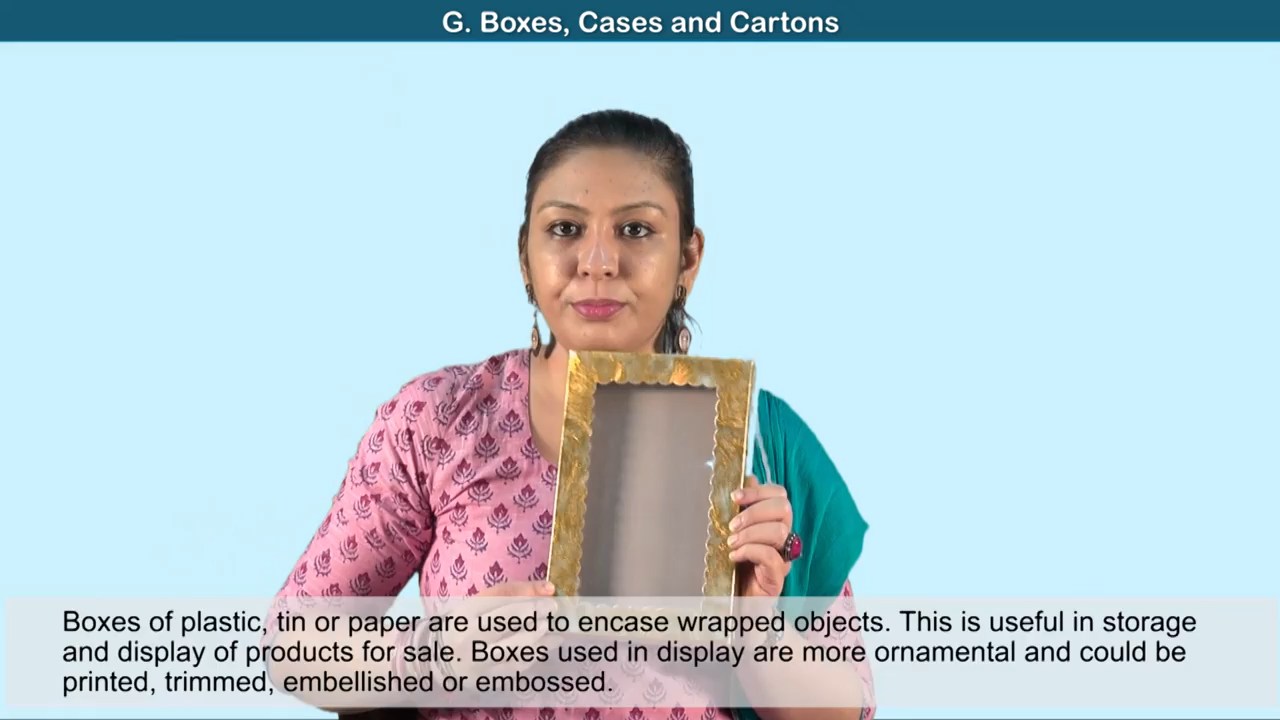 G. Boxes, Cases and Cartons
Boxes of plastic, tin or paper are used to encase wrapped objects. This is useful in storage
and display of products for sale. Boxes used in display are more ornamental and could be
printed, trimmed, embellished or embossed.